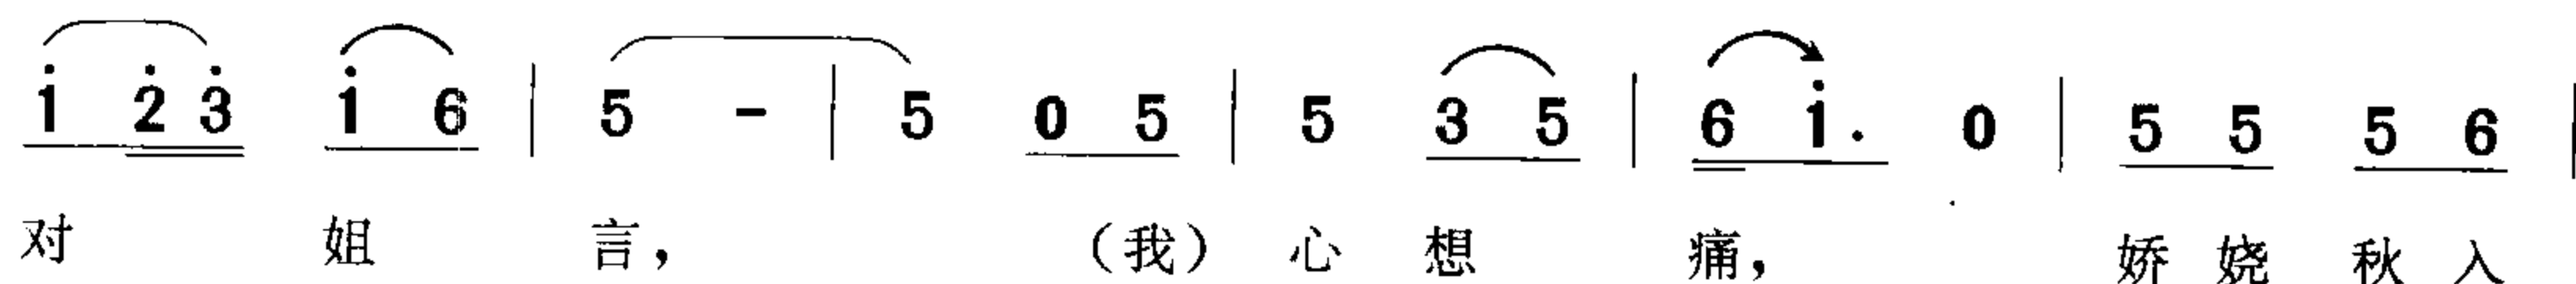 1̇ 2̇ 3̇ 1̇ 6 | 5 - | 5 0 5 | 5 3 5 | 6 1̇. 0 | 5 5 5 6 |
对 姐 言， （我）心 想 痛， 娇 娆 秋 入